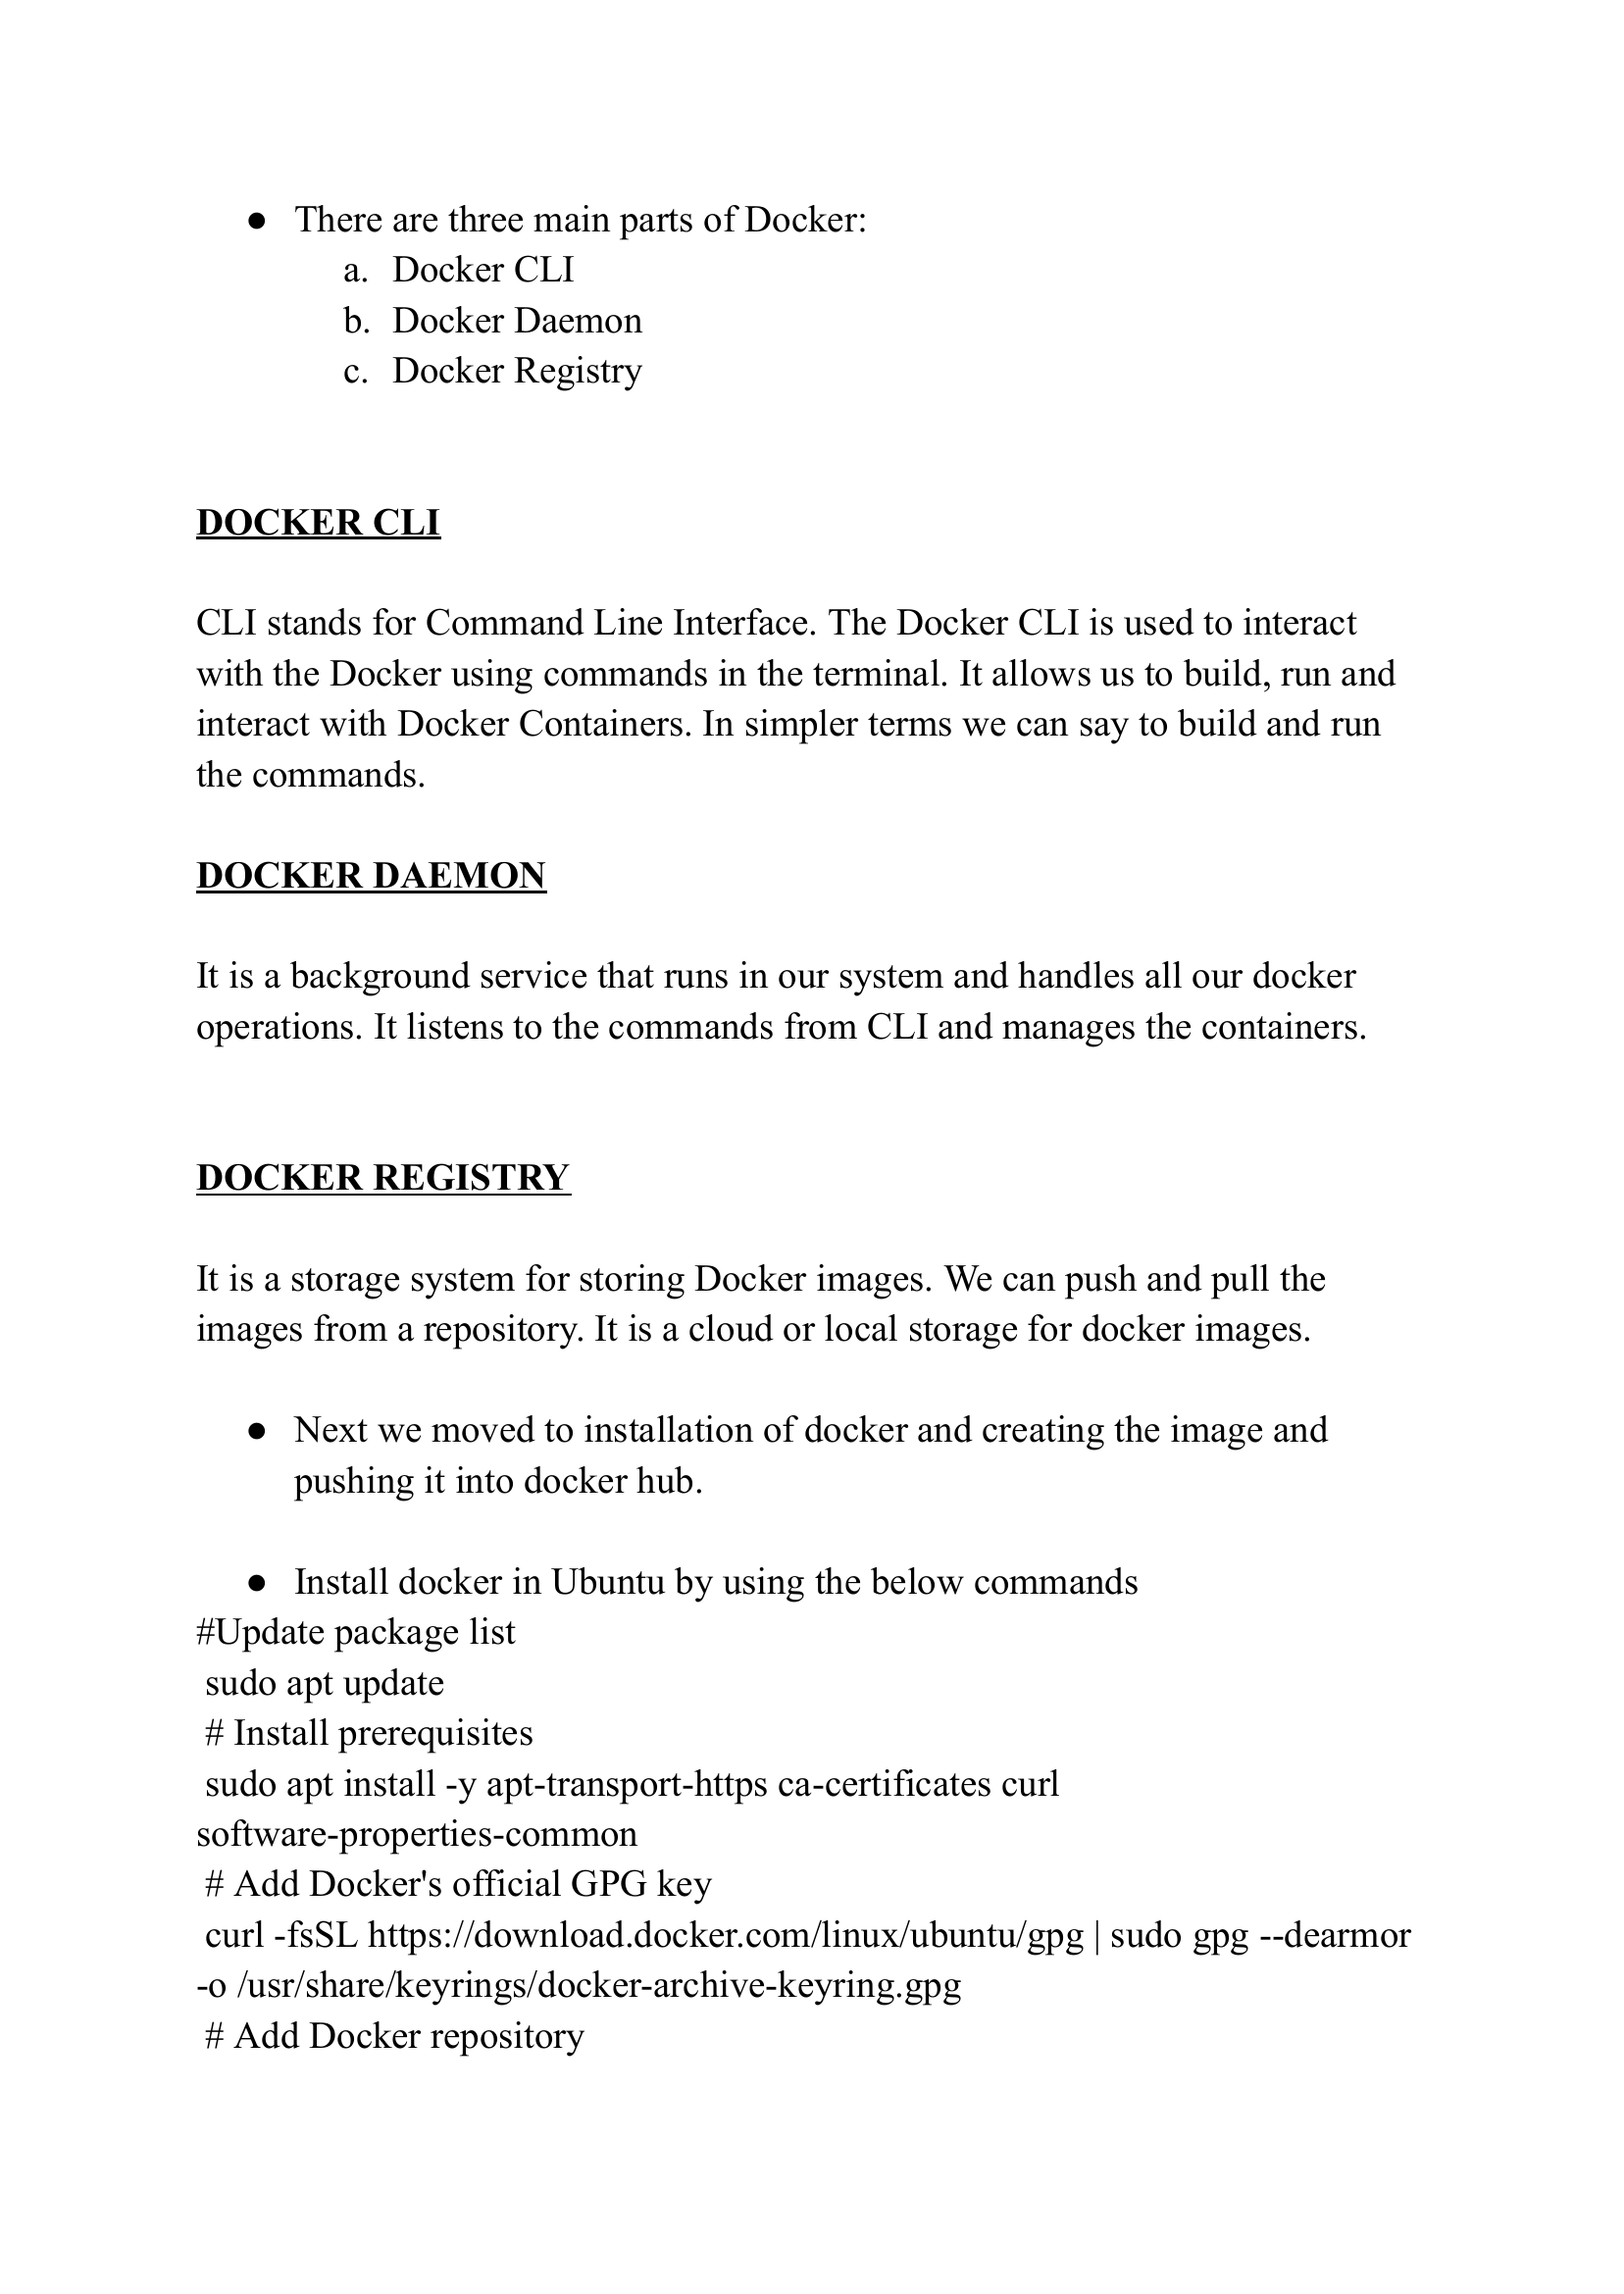 ● There are three main parts of Docker:
a. Docker CLI
b. Docker Daemon
c. Docker Registry
DOCKER CLI
CLI stands for Command Line Interface. The Docker CLI is used to interact
with the Docker using commands in the terminal. It allows us to build, run and
interact with Docker Containers. In simpler terms we can say to build and run
the commands.
DOCKER DAEMON
It is a background service that runs in our system and handles all our docker
operations. It listens to the commands from CLI and manages the containers.
DOCKER REGISTRY
It is a storage system for storing Docker images. We can push and pull the
images from a repository. It is a cloud or local storage for docker images.
● Next we moved to installation of docker and creating the image and
pushing it into docker hub.
● Install docker in Ubuntu by using the below commands
#Update package list
sudo apt update
# Install prerequisites
sudo apt install -y apt-transport-https ca-certificates curl
software-properties-common
# Add Docker's official GPG key
curl -fsSL https://download.docker.com/linux/ubuntu/gpg | sudo gpg --dearmor
-o /usr/share/keyrings/docker-archive-keyring.gpg
# Add Docker repository